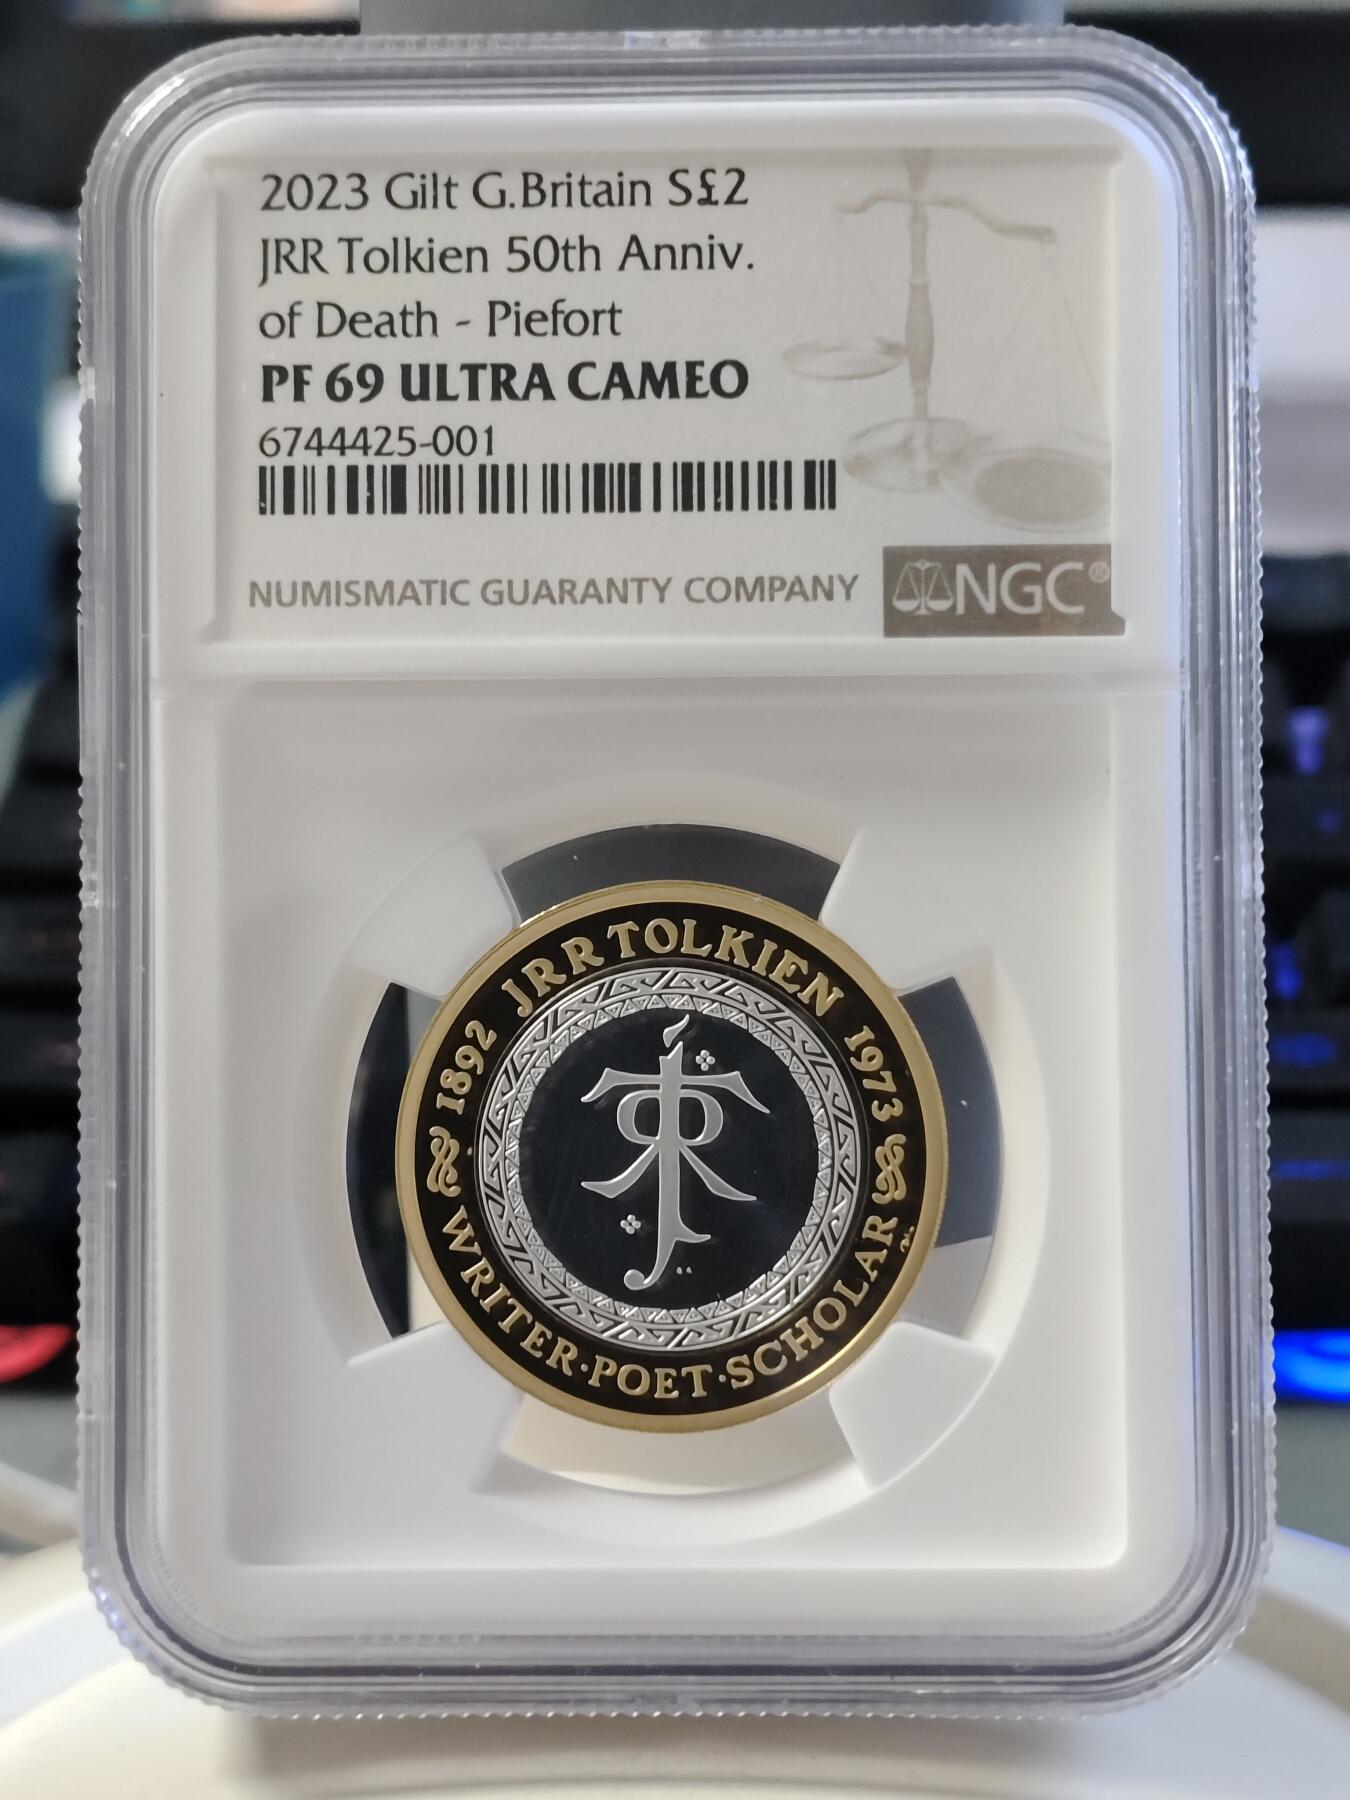 2023 Gilt G.Britain S£2
JRR Tolkien 50th Anniv.
of Death - Piefort
PF 69 ULTRA CAMEO
6744425-001
NUMISMATIC GUARANTY COMPANY
NGC®
1892 JRR TOLKIEN 1973
WRITER·POET·SCHOLAR